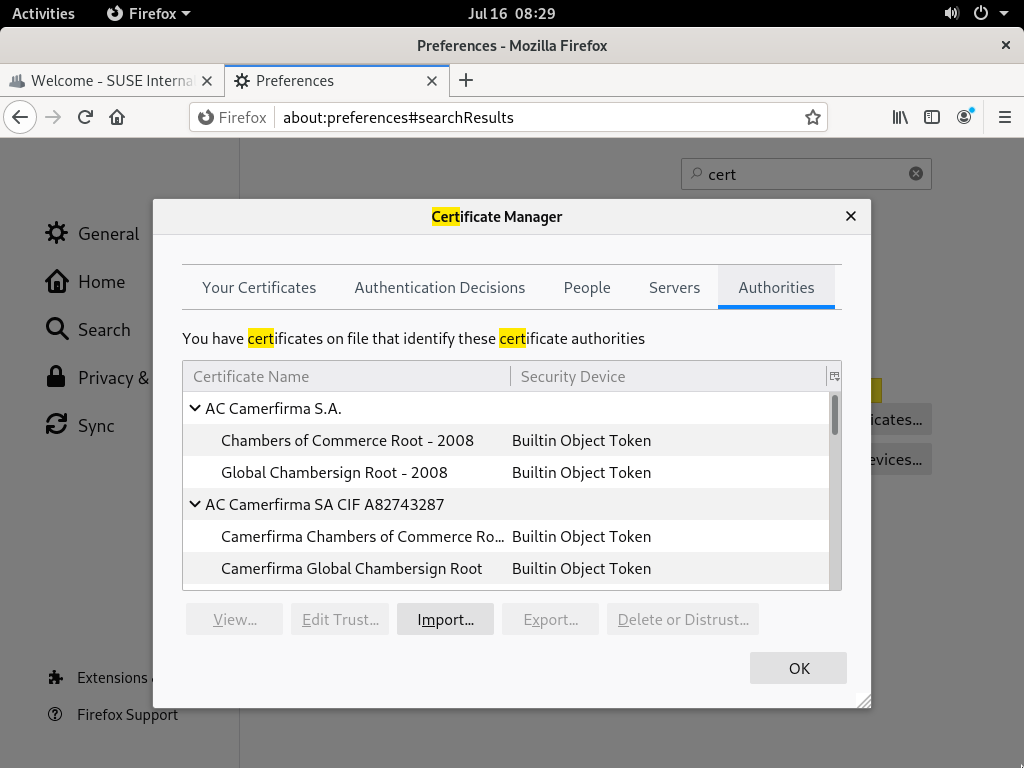 Activities
Firefox
Jul 16 08:29
Preferences - Mozilla Firefox
Welcome - SUSE Interna
Preferences
Firefox
about:preferences#searchResults
cert
General
Home
Search
Privacy &
Sync
Extensions
Firefox Support
Certificate Manager
Your Certificates
Authentication Decisions
People
Servers
Authorities
You have certificates on file that identify these certificate authorities
Certificate Name
Security Device
AC Camerfirma S.A.
Chambers of Commerce Root - 2008 Builtin Object Token
Global Chambersign Root - 2008 Builtin Object Token
AC Camerfirma SA CIF A82743287
Camerfirma Chambers of Commerce Ro... Builtin Object Token
Camerfirma Global Chambersign Root Builtin Object Token
icates...
evices...
View...
Edit Trust...
Import...
Export...
Delete or Distrust...
OK